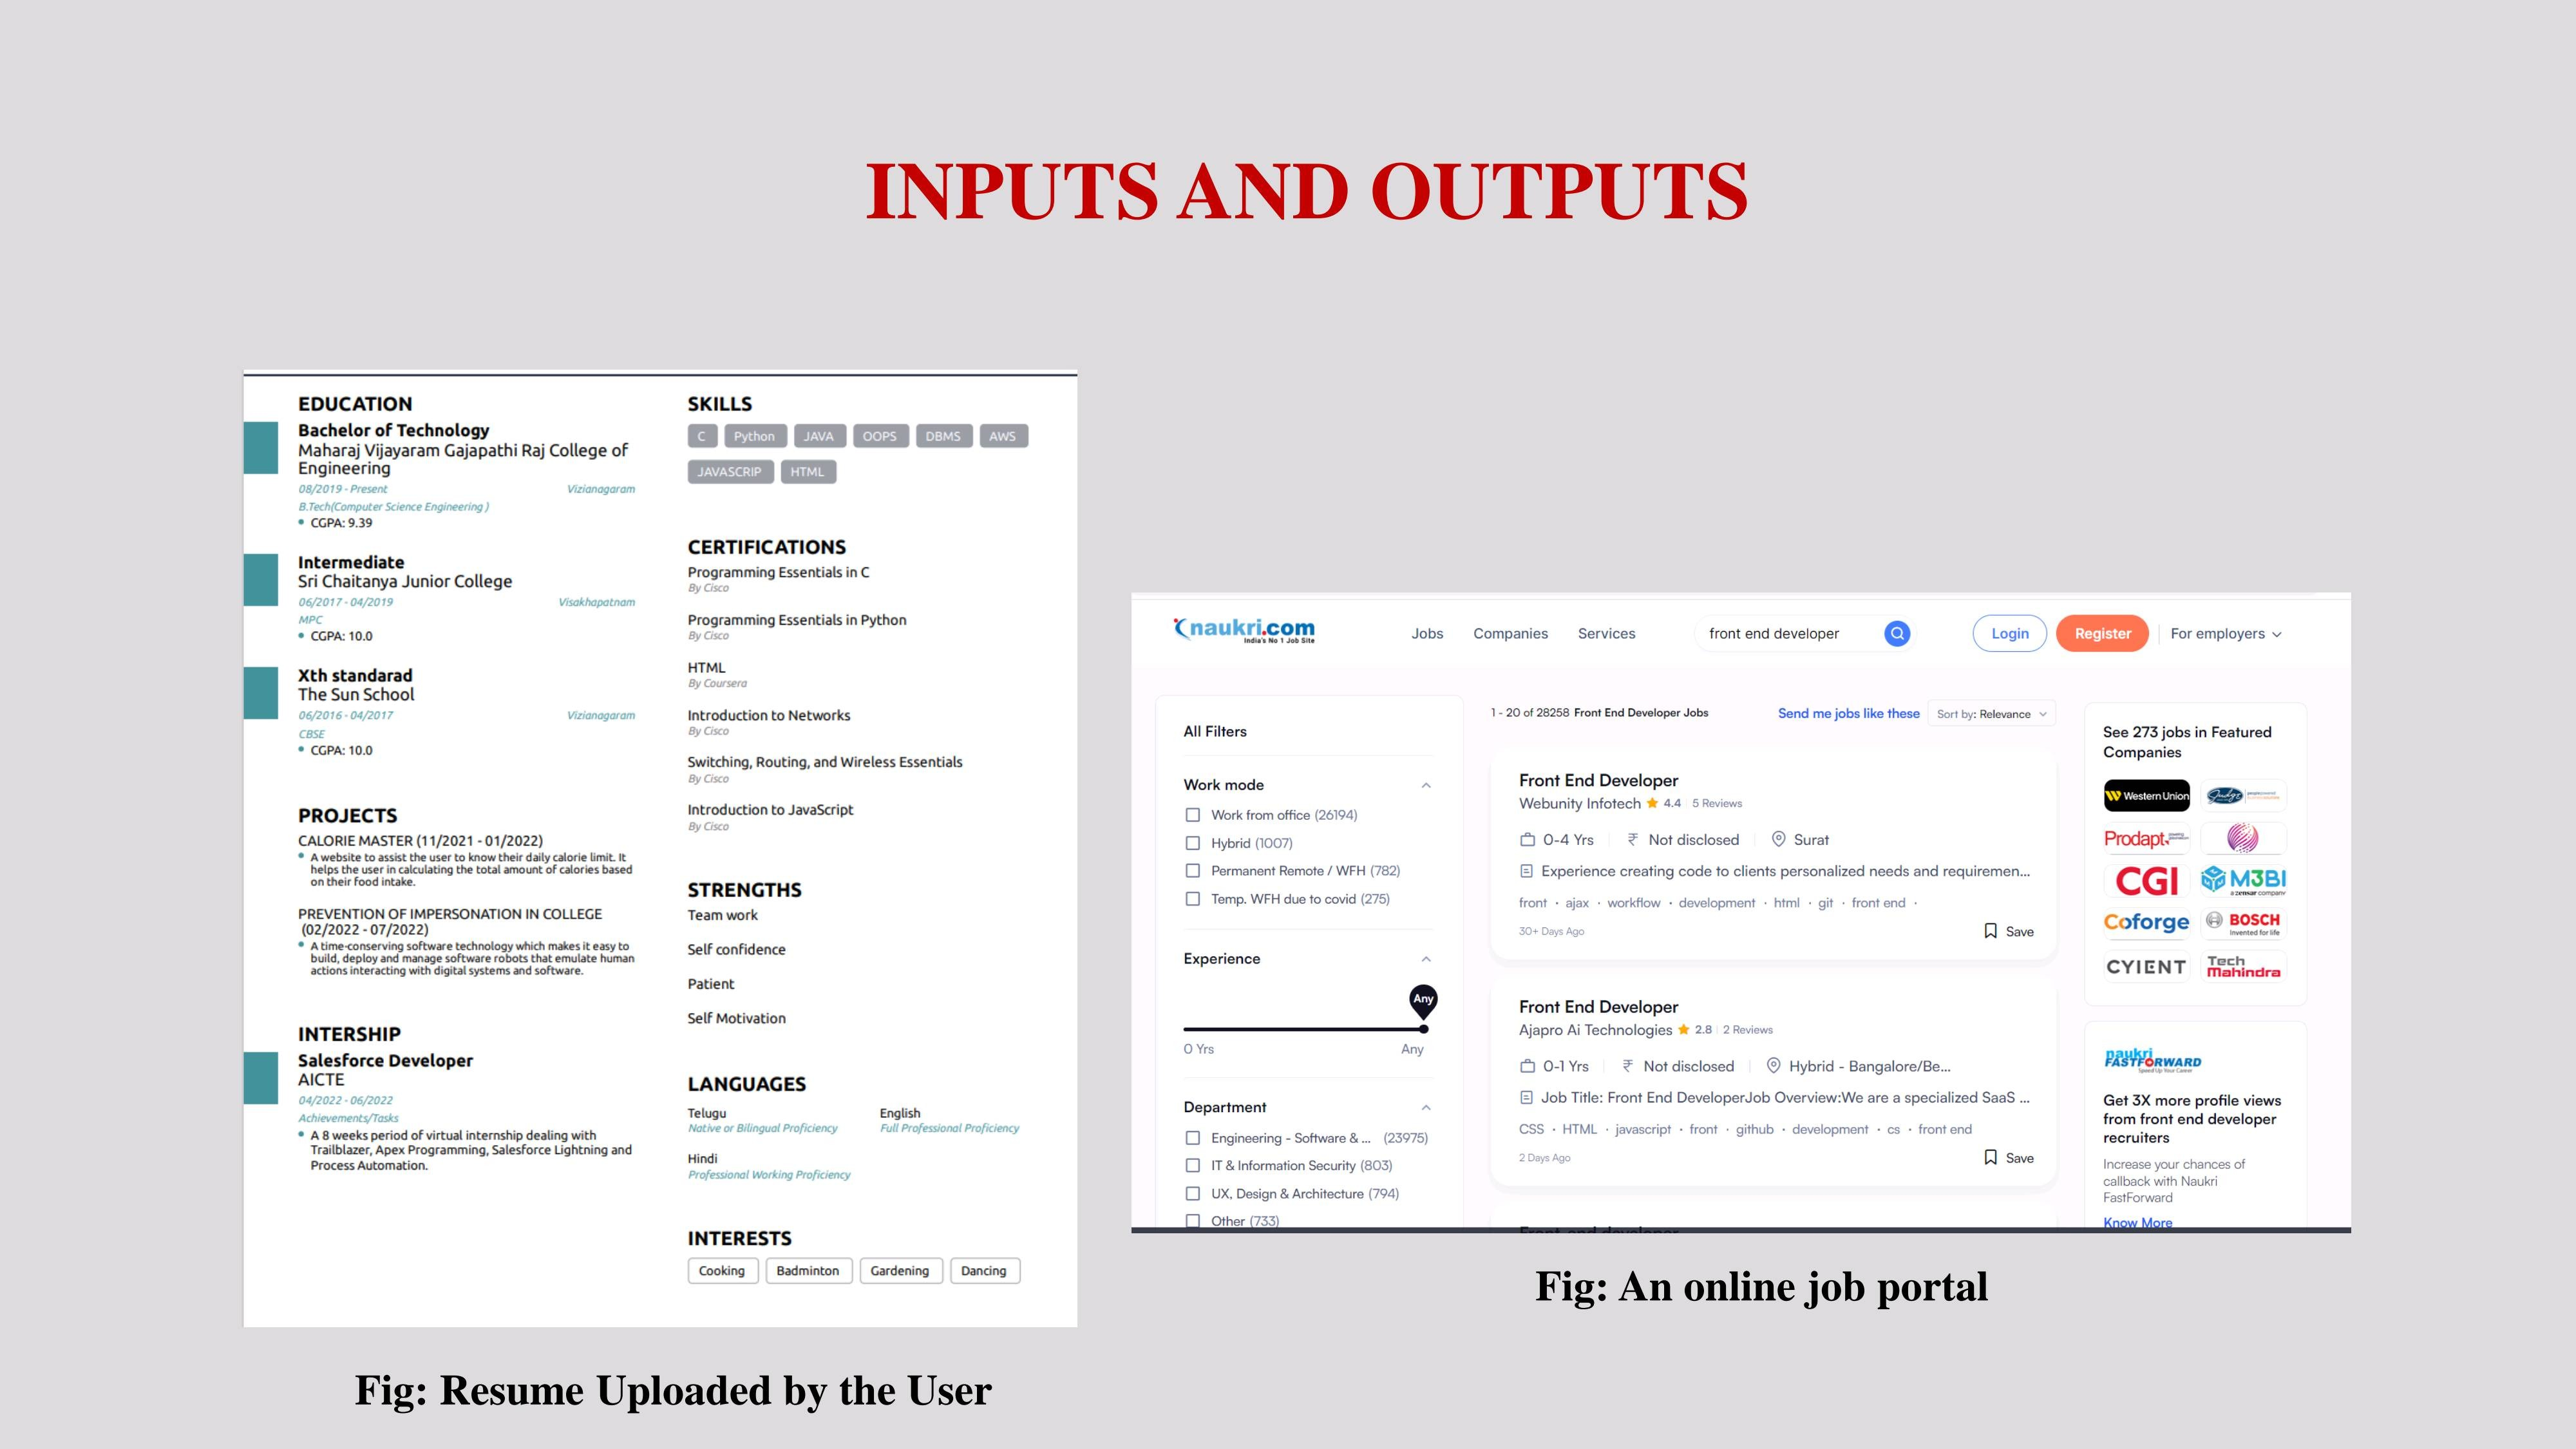 INPUTS AND OUTPUTS
EDUCATION
Bachelor of Technology
Maharaj Vijayaram Gajapathi Raj College of
Engineering
08/2019 - Present Vizianagaram
B.Tech(Computer Science Engineering )
• CGPA: 9.39
Intermediate
Sri Chaitanya Junior College
06/2017 - 04/2019 Visakhapatnam
MPC
• CGPA: 10.0
Xth standarad
The Sun School
06/2016 - 04/2017 Vizianagaram
CBSE
• CGPA: 10.0
PROJECTS
CALORIE MASTER (11/2021 - 01/2022)
• A website to assist the user to know their daily calorie limit. It
helps the user in calculating the total amount of calories based
on their food intake.
PREVENTION OF IMPERSONATION IN COLLEGE
(02/2022 - 07/2022)
• A time-conserving software technology which makes it easy to
build, deploy and manage software robots that emulate human
actions interacting with digital systems and software.
INTERSHIP
Salesforce Developer
AICTE
04/2022 - 06/2022
Achievements/Tasks
• A 8 weeks period of virtual internship dealing with
Trailblazer, Apex Programming, Salesforce Lightning and
Process Automation.
SKILLS
C Python JAVA OOPS DBMS AWS
JAVASCRIP HTML
CERTIFICATIONS
Programming Essentials in C
By Cisco
Programming Essentials in Python
By Cisco
HTML
By Coursera
Introduction to Networks
By Cisco
Switching, Routing, and Wireless Essentials
By Cisco
Introduction to JavaScript
By Cisco
STRENGTHS
Team work
Self confidence
Patient
Self Motivation
LANGUAGES
Telugu English
Native or Bilingual Proficiency Full Professional Proficiency
Hindi
Professional Working Proficiency
INTERESTS
Cooking Badminton Gardening Dancing
Fig: Resume Uploaded by the User
naukri.com
India's No 1 Job Site
Jobs Companies Services front end developer Login Register For employers
All Filters
Work mode
Work from office (26194)
Hybrid (1007)
Permanent Remote / WFH (782)
Temp. WFH due to covid (275)
Experience
Any
0 Yrs Any
Department
Engineering - Software & ... (23975)
IT & Information Security (803)
UX, Design & Architecture (794)
Other (733)
1 - 20 of 28258 Front End Developer Jobs Send me jobs like these Sort by: Relevance
Front End Developer
Webunity Infotech 4.4 5 Reviews
0-4 Yrs ₹ Not disclosed Surat
Experience creating code to clients personalized needs and requiremen...
front · ajax · workflow · development · html · git · front end ·
30+ Days Ago Save
Front End Developer
Ajapro Ai Technologies 2.8 2 Reviews
0-1 Yrs ₹ Not disclosed Hybrid - Bangalore/Be...
Job Title: Front End DeveloperJob Overview:We are a specialized SaaS ...
CSS · HTML · javascript · front · github · development · cs · front end
2 Days Ago Save
Front end developer
See 273 jobs in Featured
Companies
Western Union Judge
Prodapt
CGI M3BI
a zensar company
Coforge BOSCH
Invented for life
CYIENT Tech
Mahindra
naukri
FASTFORWARD
Speed Up Your Career
Get 3X more profile views
from front end developer
recruiters
Increase your chances of
callback with Naukri
FastForward
Know More
Fig: An online job portal